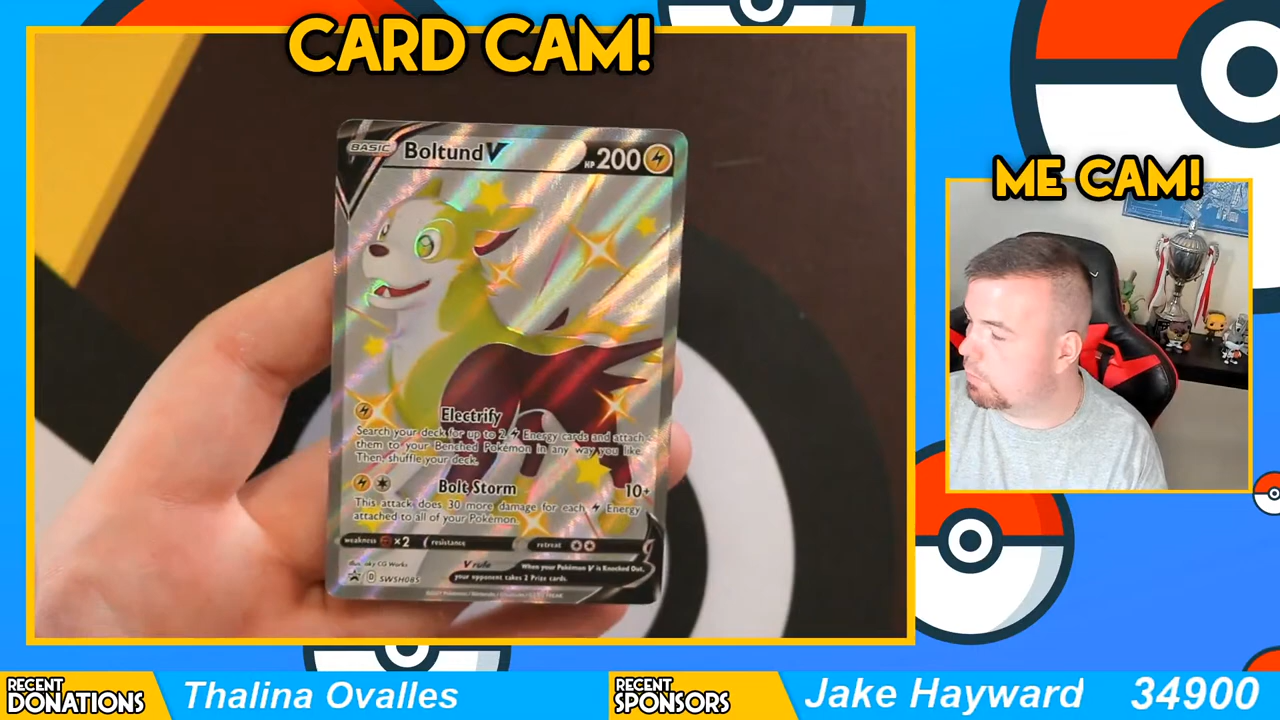 CARD CAM!
BASIC Boltund V HP 200
ME CAM!
Electrify
Search your deck for up to 2 Energy cards and attach
them to your Benched Pokémon in any way you like.
Then, shuffle your deck.
Bolt Storm 10+
This attack does 30 more damage for each Energy
attached to all of your Pokémon.
weakness ×2 resistance retreat
V rule When your Pokémon V is Knocked Out,
your opponent takes 2 Prize cards.
D SWSH085
RECENT DONATIONS Thalina Ovalles
RECENT SPONSORS Jake Hayward 34900